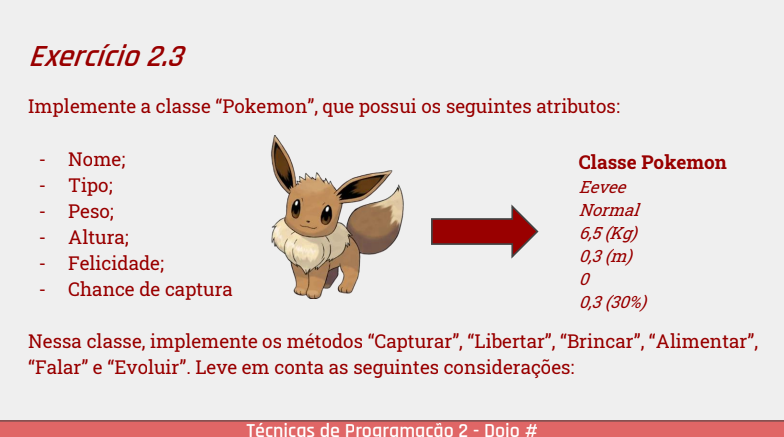 Exercício 2.3
Implemente a classe “Pokemon”, que possui os seguintes atributos:
- Nome;
- Tipo;
- Peso;
- Altura;
- Felicidade;
- Chance de captura
Classe Pokemon
Eevee
Normal
6,5 (Kg)
0,3 (m)
0
0,3 (30%)
Nessa classe, implemente os métodos “Capturar”, “Libertar”, “Brincar”, “Alimentar”,
“Falar” e “Evoluir”. Leve em conta as seguintes considerações:
Técnicas de Programação 2 - Dojo #